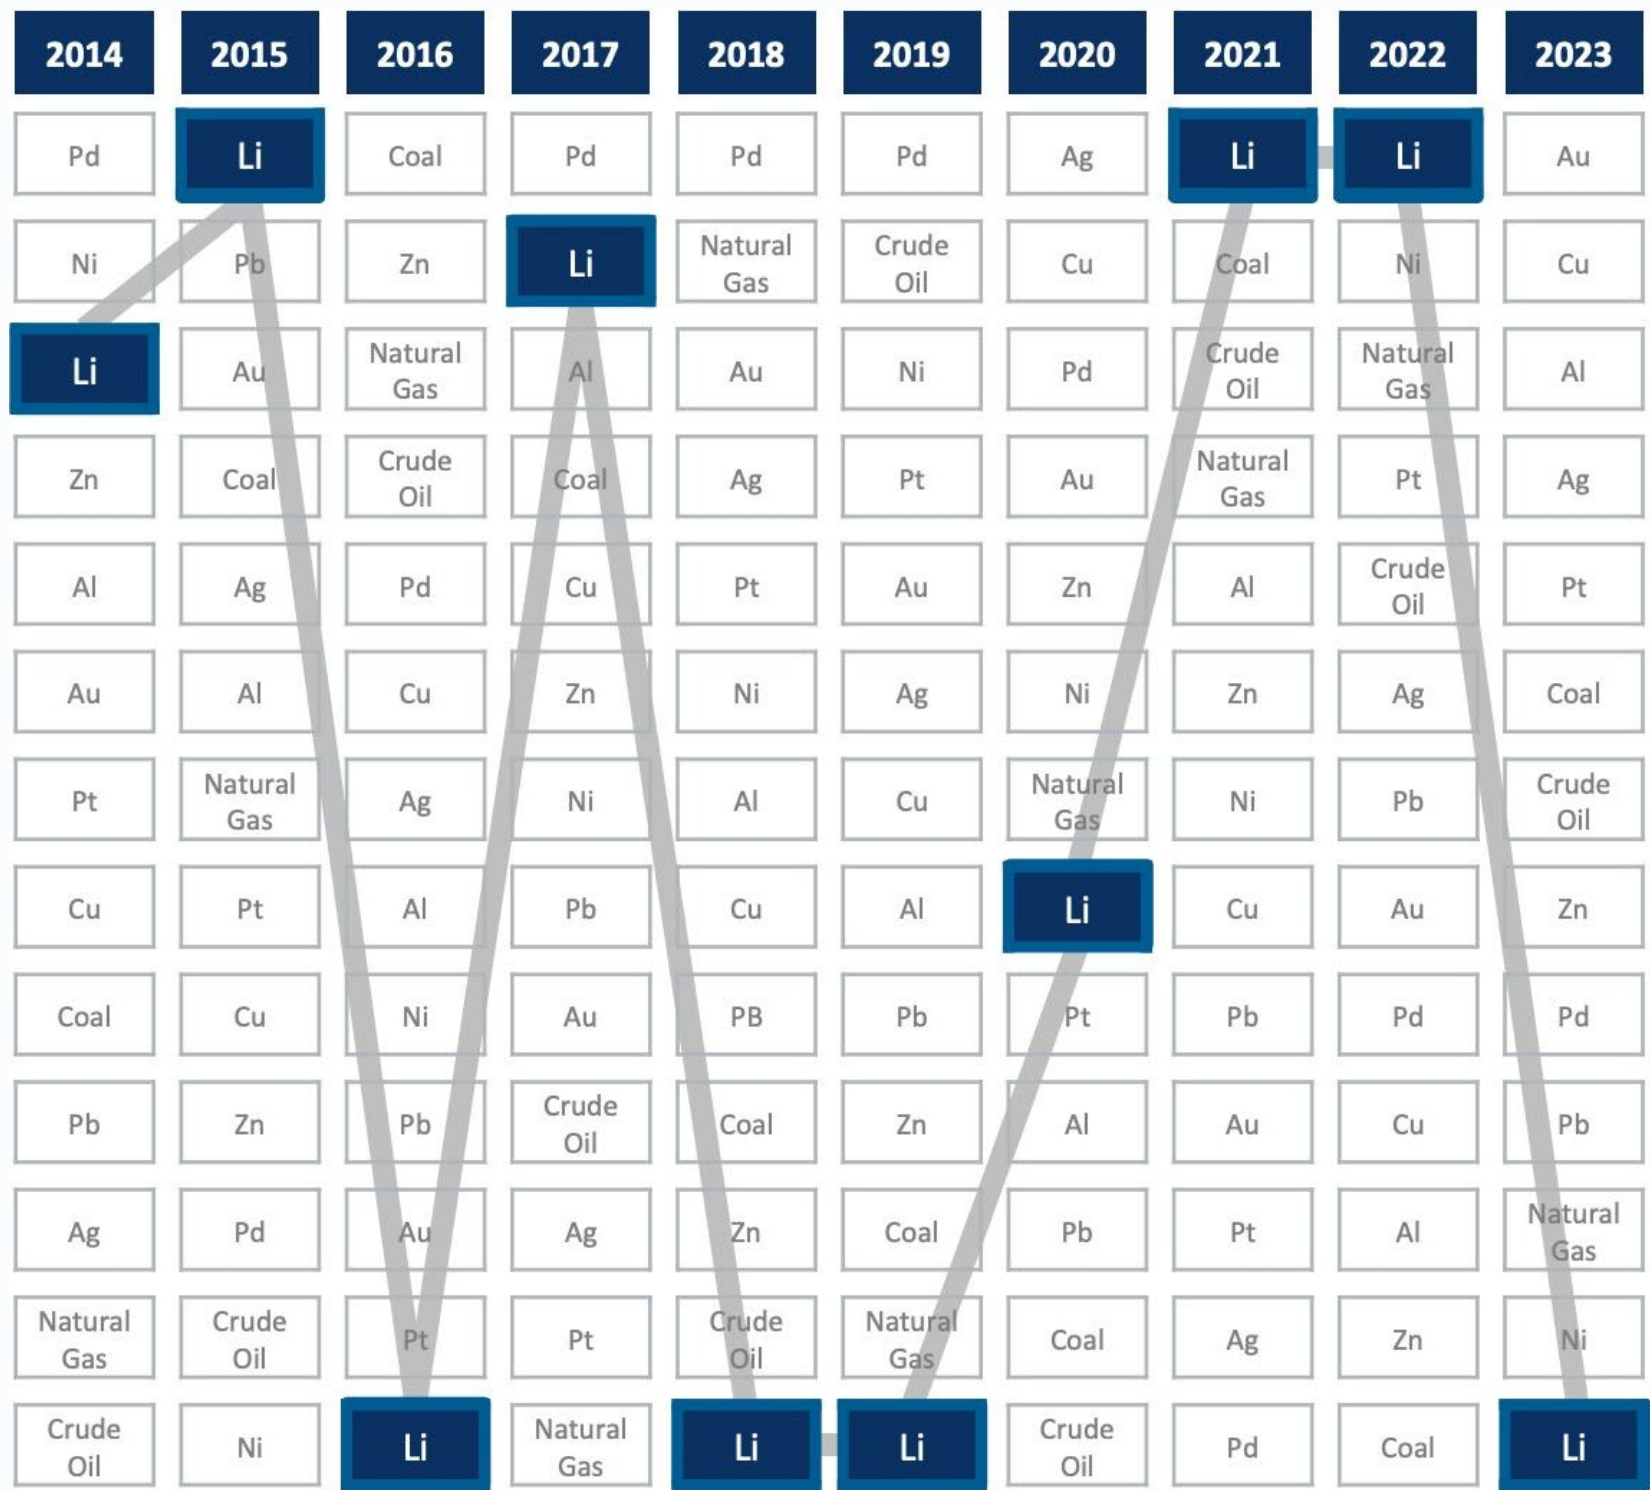 2014 2015 2016 2017 2018 2019 2020 2021 2022 2023
Pd Li Coal Pd Pd Pd Ag Li Li Au
Ni Pb Zn Li Natural Gas Crude Oil Cu Coal Ni Cu
Li Au Natural Gas Al Au Ni Pd Crude Oil Natural Gas Al
Zn Coal Crude Oil Coal Ag Pt Au Natural Gas Pt Ag
Al Ag Pd Cu Pt Au Zn Al Crude Oil Pt
Au Al Cu Zn Ni Ag Ni Zn Ag Coal
Pt Natural Gas Ag Ni Al Cu Natural Gas Ni Pb Crude Oil
Cu Pt Al Pb Cu Al Li Cu Au Zn
Coal Cu Ni Au PB Pb Pt Pb Pd Pd
Pb Zn Pb Crude Oil Coal Zn Al Au Cu Pb
Ag Pd Au Ag Zn Coal Pb Pt Al Natural Gas
Natural Gas Crude Oil Pt Pt Crude Oil Natural Gas Coal Ag Zn Ni
Crude Oil Ni Li Natural Gas Li Li Crude Oil Pd Coal Li